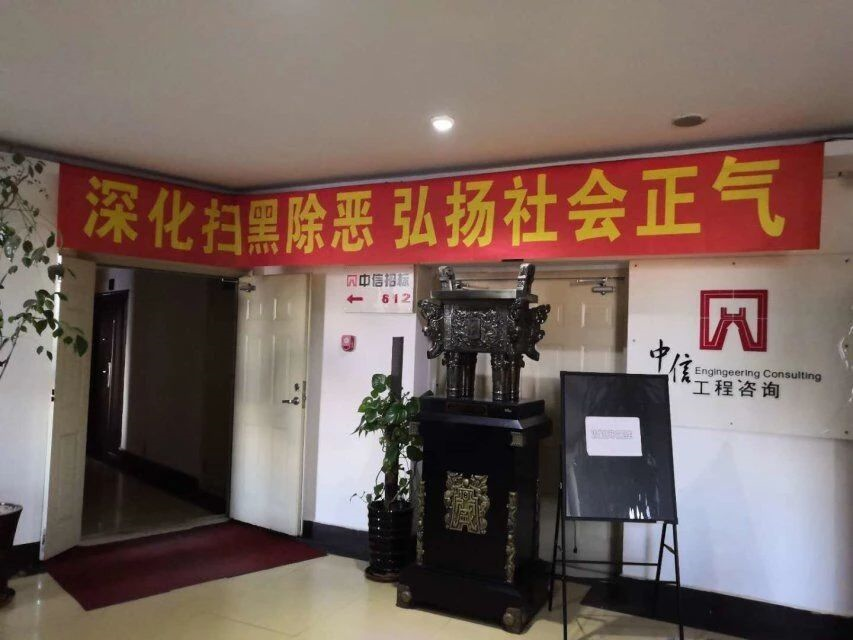 深化扫黑除恶 弘扬社会正气
中信招标
612
中信
Engingeering Consulting
工程咨询